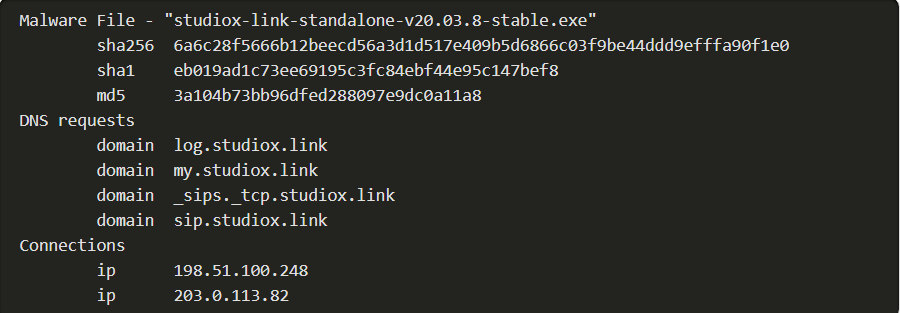 Malware File - "studiox-link-standalone-v20.03.8-stable.exe"
sha256 6a6c28f5666b12beecd56a3d1d517e409b5d6866c03f9be44ddd9efffa90f1e0
sha1 eb019ad1c73ee69195c3fc84ebf44e95c147bef8
md5 3a104b73bb96dfed288097e9dc0a11a8
DNS requests
domain log.studiox.link
domain my.studiox.link
domain _sips._tcp.studiox.link
domain sip.studiox.link
Connections
ip 198.51.100.248
ip 203.0.113.82